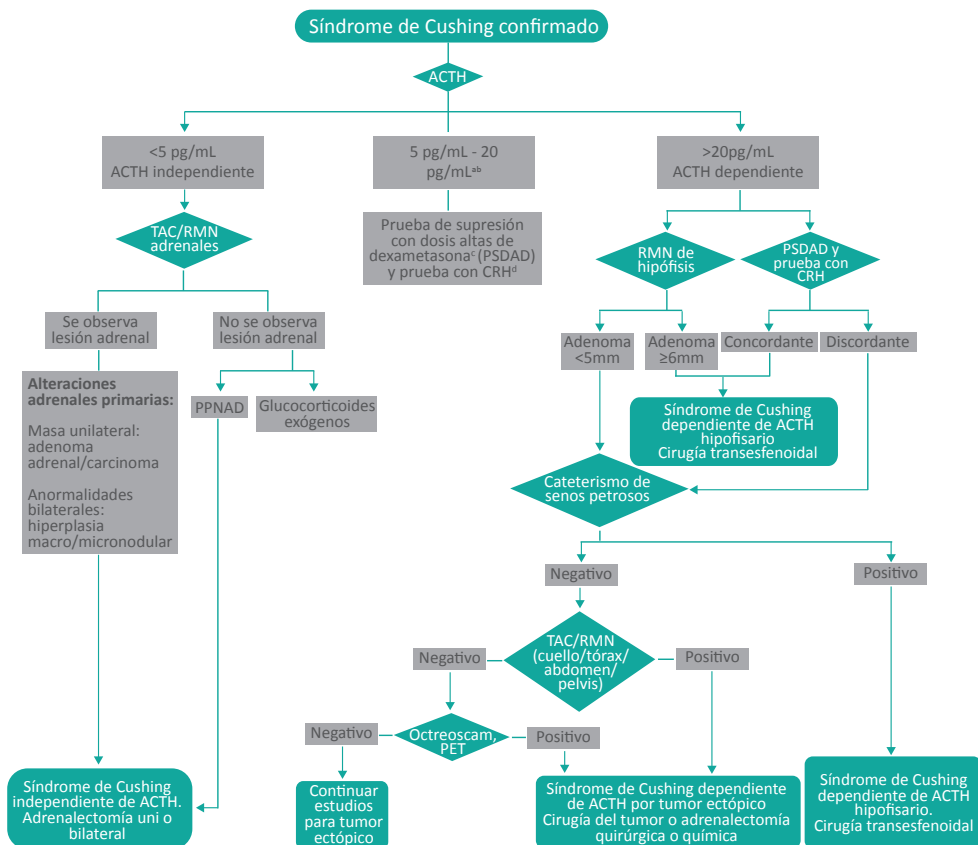 Síndrome de Cushing confirmado
ACTH
<5 pg/mL
ACTH independiente
5 pg/mL - 20
pg/mLᵃᵇ
>20pg/mL
ACTH dependiente
TAC/RMN
adrenales
Prueba de supresión
con dosis altas de
dexametasonaᶜ (PSDAD)
y prueba con CRHᵈ
RMN de
hipófisis
PSDAD y
prueba con
CRH
Se observa
lesión adrenal
No se observa
lesión adrenal
Adenoma
<5mm
Adenoma
≥6mm
Concordante
Discordante
Alteraciones
adrenales primarias:
Masa unilateral:
adenoma
adrenal/carcinoma
Anormalidades
bilaterales:
hiperplasia
macro/micronodular
PPNAD
Glucocorticoides
exógenos
Síndrome de Cushing
dependiente de ACTH
hipofisario
Cirugía transesfenoidal
Cateterismo de
senos petrosos
Negativo
Positivo
TAC/RMN
(cuello/tórax/
abdomen/
pelvis)
Negativo
Positivo
Octreoscam,
PET
Negativo
Positivo
Síndrome de Cushing
independiente de ACTH.
Adrenalectomía uni o
bilateral
Continuar
estudios
para tumor
ectópico
Síndrome de Cushing dependiente
de ACTH por tumor ectópico
Cirugía del tumor o adrenalectomía
quirúrgica o química
Síndrome de Cushing
dependiente de ACTH
hipofisario.
Cirugía transesfenoidal